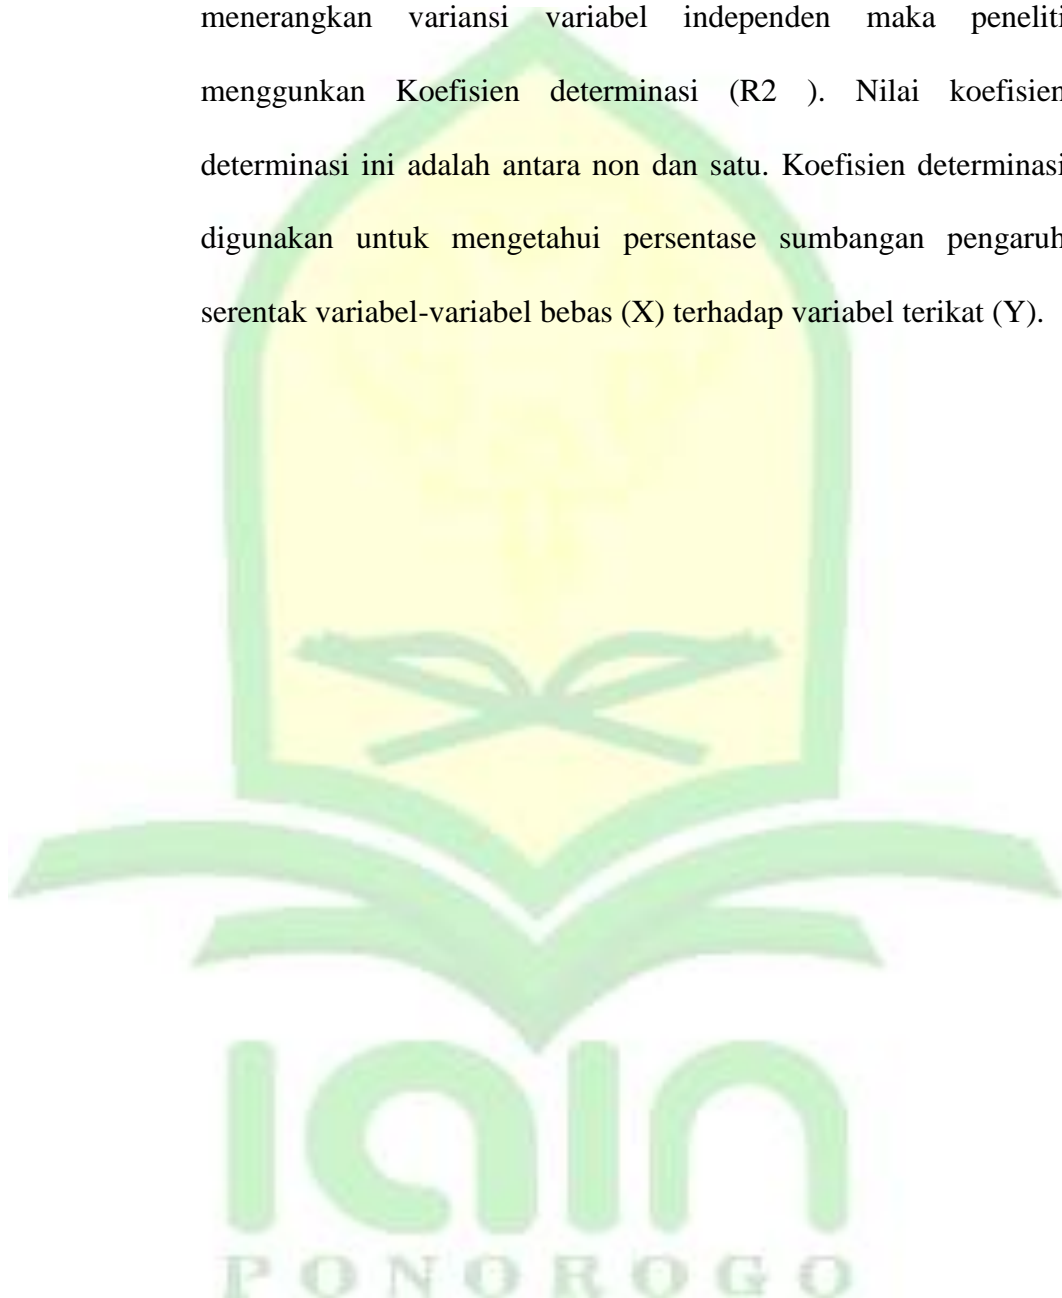 menerangkan variansi variabel independen maka peneliti
menggunkan Koefisien determinasi (R2 ). Nilai koefisien
determinasi ini adalah antara non dan satu. Koefisien determinasi
digunakan untuk mengetahui persentase sumbangan pengaruh
serentak variabel-variabel bebas (X) terhadap variabel terikat (Y).
IAIN
PONOROGO